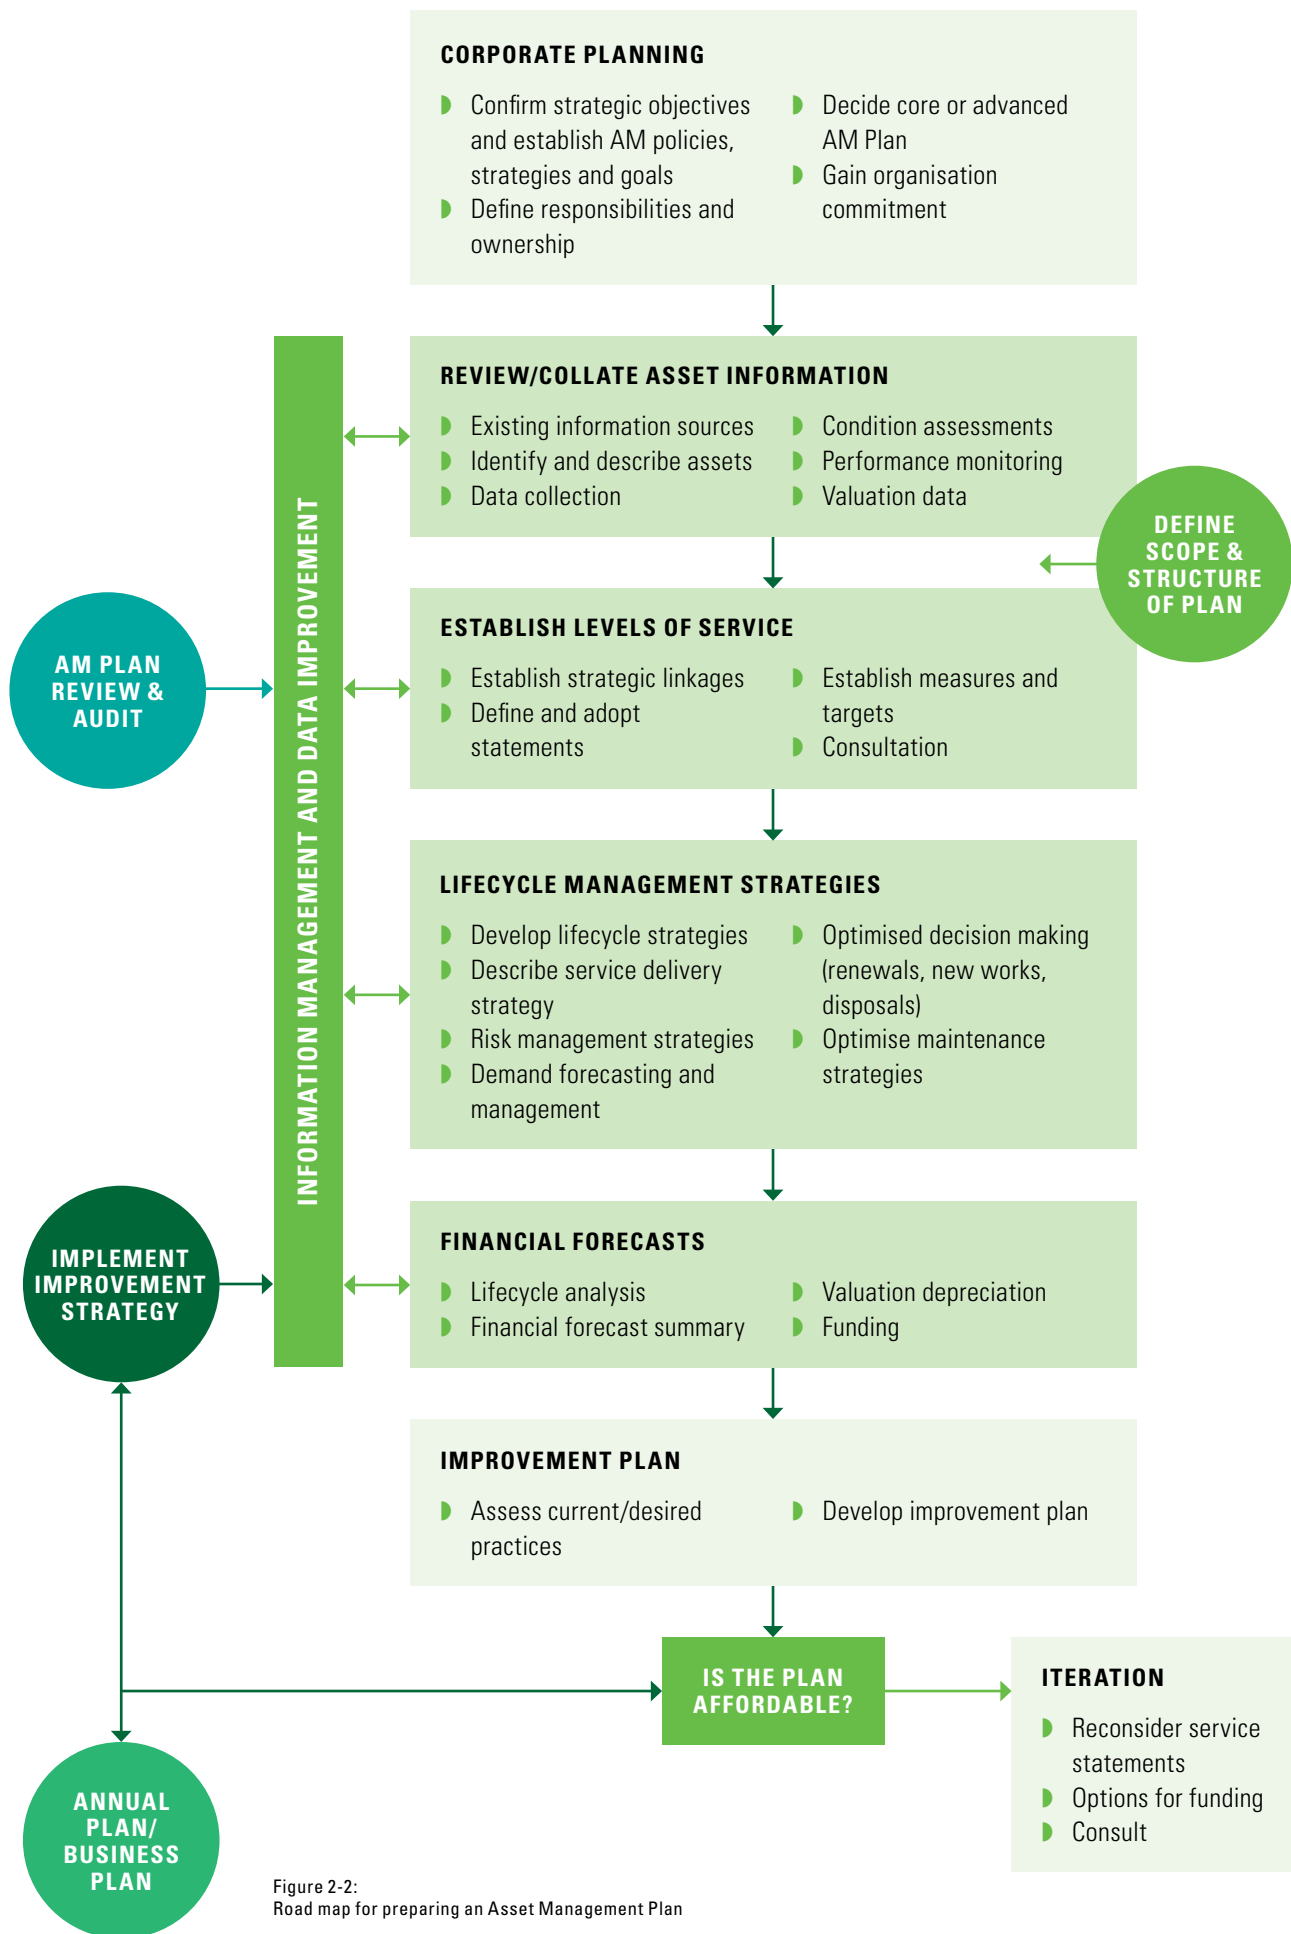 CORPORATE PLANNING
Confirm strategic objectives
and establish AM policies,
strategies and goals
Define responsibilities and
ownership
Decide core or advanced
AM Plan
Gain organisation
commitment
REVIEW/COLLATE ASSET INFORMATION
Existing information sources
Identify and describe assets
Data collection
Condition assessments
Performance monitoring
Valuation data
DEFINE
SCOPE &
STRUCTURE
OF PLAN
INFORMATION MANAGEMENT AND DATA IMPROVEMENT
AM PLAN
REVIEW &
AUDIT
ESTABLISH LEVELS OF SERVICE
Establish strategic linkages
Define and adopt
statements
Establish measures and
targets
Consultation
LIFECYCLE MANAGEMENT STRATEGIES
Develop lifecycle strategies
Describe service delivery
strategy
Risk management strategies
Demand forecasting and
management
Optimised decision making
(renewals, new works,
disposals)
Optimise maintenance
strategies
IMPLEMENT
IMPROVEMENT
STRATEGY
FINANCIAL FORECASTS
Lifecycle analysis
Financial forecast summary
Valuation depreciation
Funding
IMPROVEMENT PLAN
Assess current/desired
practices
Develop improvement plan
IS THE PLAN
AFFORDABLE?
ITERATION
Reconsider service
statements
Options for funding
Consult
ANNUAL
PLAN/
BUSINESS
PLAN
Figure 2-2:
Road map for preparing an Asset Management Plan